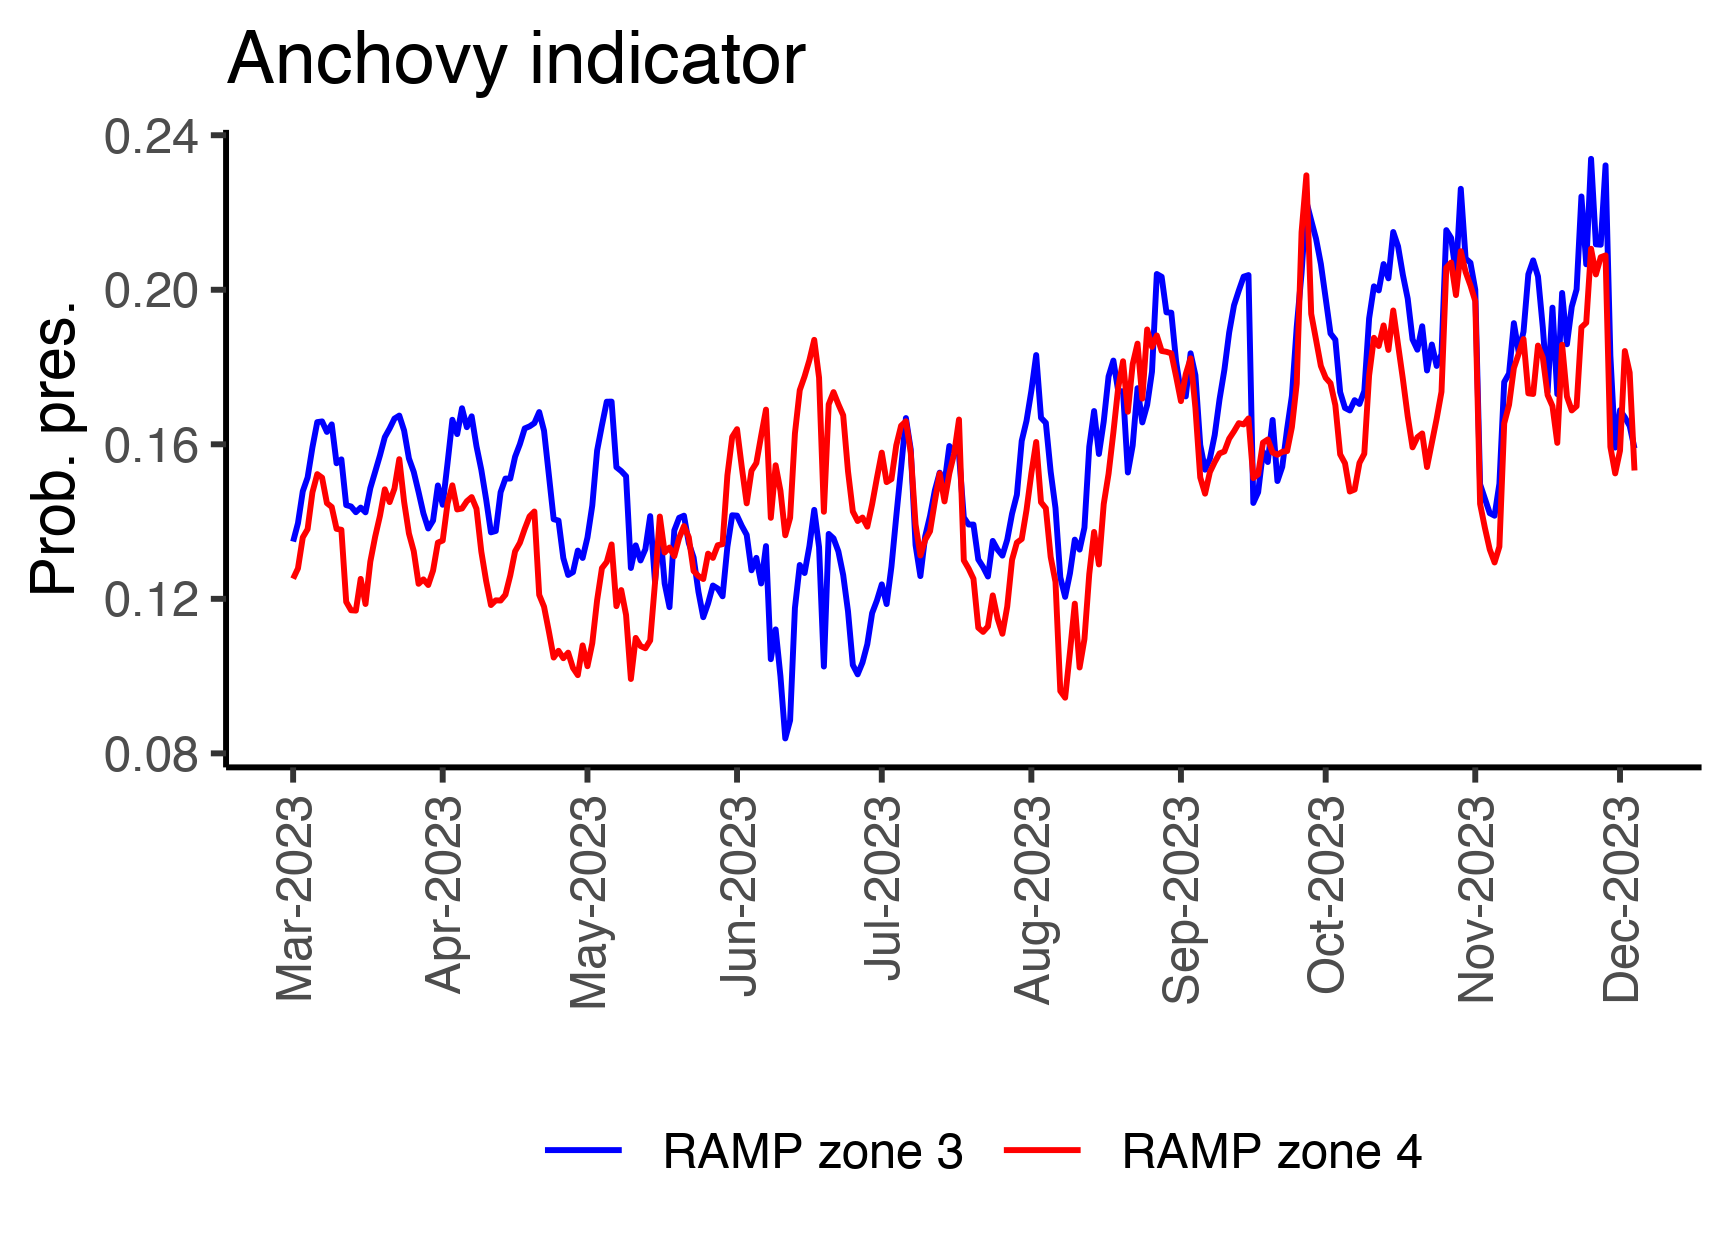 Anchovy indicator
Prob. pres.
0.24
0.20
0.16
0.12
0.08
Mar-2023
Apr-2023
May-2023
Jun-2023
Jul-2023
Aug-2023
Sep-2023
Oct-2023
Nov-2023
Dec-2023
RAMP zone 3
RAMP zone 4